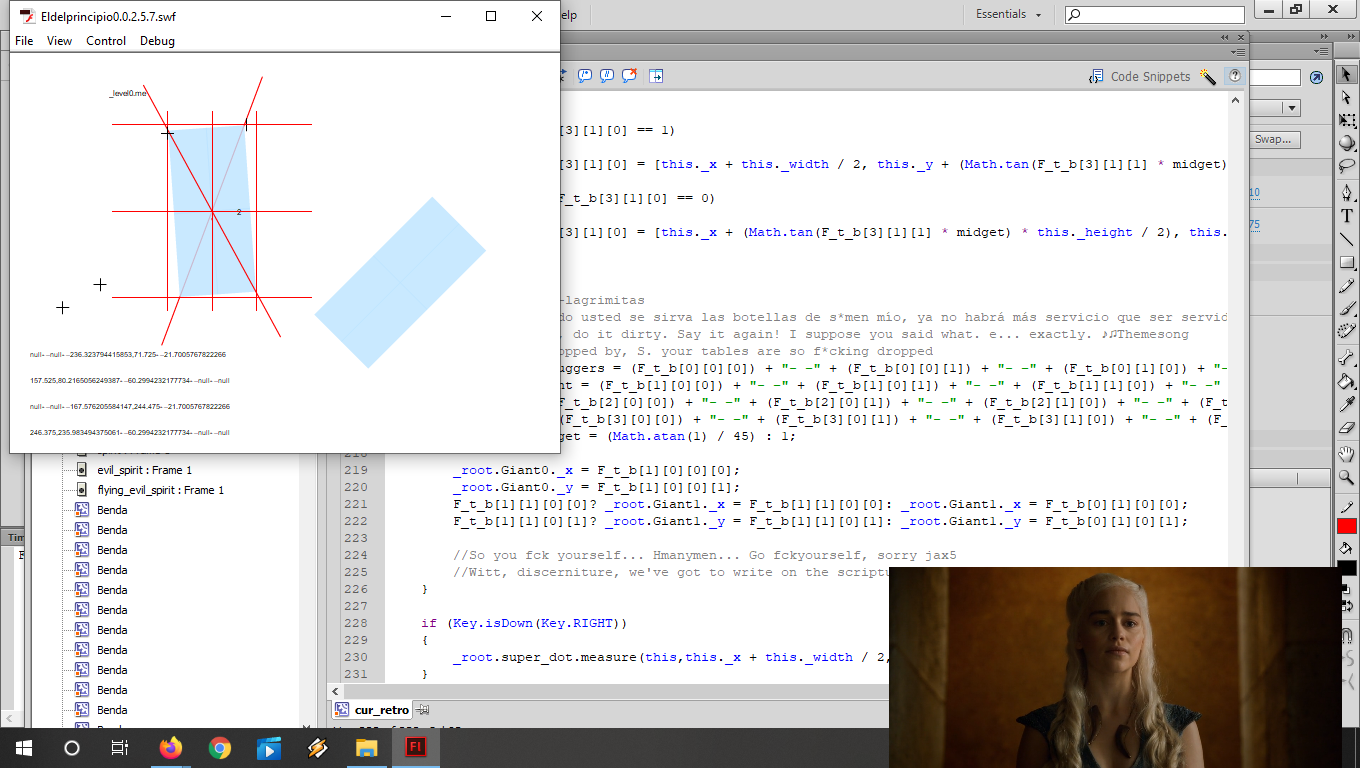 Eldelprincipio0.0.2.5.7.swf
File View Control Debug
elp
Essentials
_level0.me
2
null- -null- -236.323794415853,71.725- -21.7005767822266
157.525,80.2165056249387- -60.2994232177734- -null- -null
null- -null- -167.576205584147,244.475- -21.7005767822266
246.375,235.983494375061- -60.2994232177734- -null- -null
Code Snippets
Swap...
10
75
[3][1][0] == 1)
[3][1][0] = [this._x + this._width / 2, this._y + (Math.tan(F_t_b[3][1][1] * midget)
F_t_b[3][1][0] == 0)
[3][1][0] = [this._x + (Math.tan(F_t_b[3][1][1] * midget) * this._height / 2), this.
-lagrimitas
do usted se sirva las botellas de s*men mío, ya no habrá más servicio que ser servid
do it dirty. Say it again! I suppose you said what. e... exactly. ♪♫Themesong
opped by, S. your tables are so f*cking dropped
uggers = (F_t_b[0][0][0]) + "- -" + (F_t_b[0][0][1]) + "- -" + (F_t_b[0][1][0]) + "-
nt = (F_t_b[1][0][0]) + "- -" + (F_t_b[1][0][1]) + "- -" + (F_t_b[1][1][0]) + "- -"
F_t_b[2][0][0]) + "- -" + (F_t_b[2][0][1]) + "- -" + (F_t_b[2][1][0]) + "- -" + (F_t
(F_t_b[3][0][0]) + "- -" + (F_t_b[3][0][1]) + "- -" + (F_t_b[3][1][0]) + "- -" + (F_
get = (Math.atan(1) / 45) : 1;
218
219 _root.Giant0._x = F_t_b[1][0][0][0];
220 _root.Giant0._y = F_t_b[1][0][0][1];
221 F_t_b[1][1][0][0]? _root.Giant1._x = F_t_b[1][1][0][0]: _root.Giant1._x = F_t_b[0][1][0][0];
222 F_t_b[1][1][0][1]? _root.Giant1._y = F_t_b[1][1][0][1]: _root.Giant1._y = F_t_b[0][1][0][1];
223
224 //So you fck yourself... Hmanymen... Go fckyourself, sorry jax5
225 //Witt, discerniture, we've got to write on the scriptu
226 }
227
228 if (Key.isDown(Key.RIGHT))
229 {
230 _root.super_dot.measure(this,this._x + this._width / 2,
231 }
evil_spirit : Frame 1
flying_evil_spirit : Frame 1
Benda
Benda
Benda
Benda
Benda
Benda
Benda
Benda
Benda
Benda
Benda
Tim
cur_retro
Fl